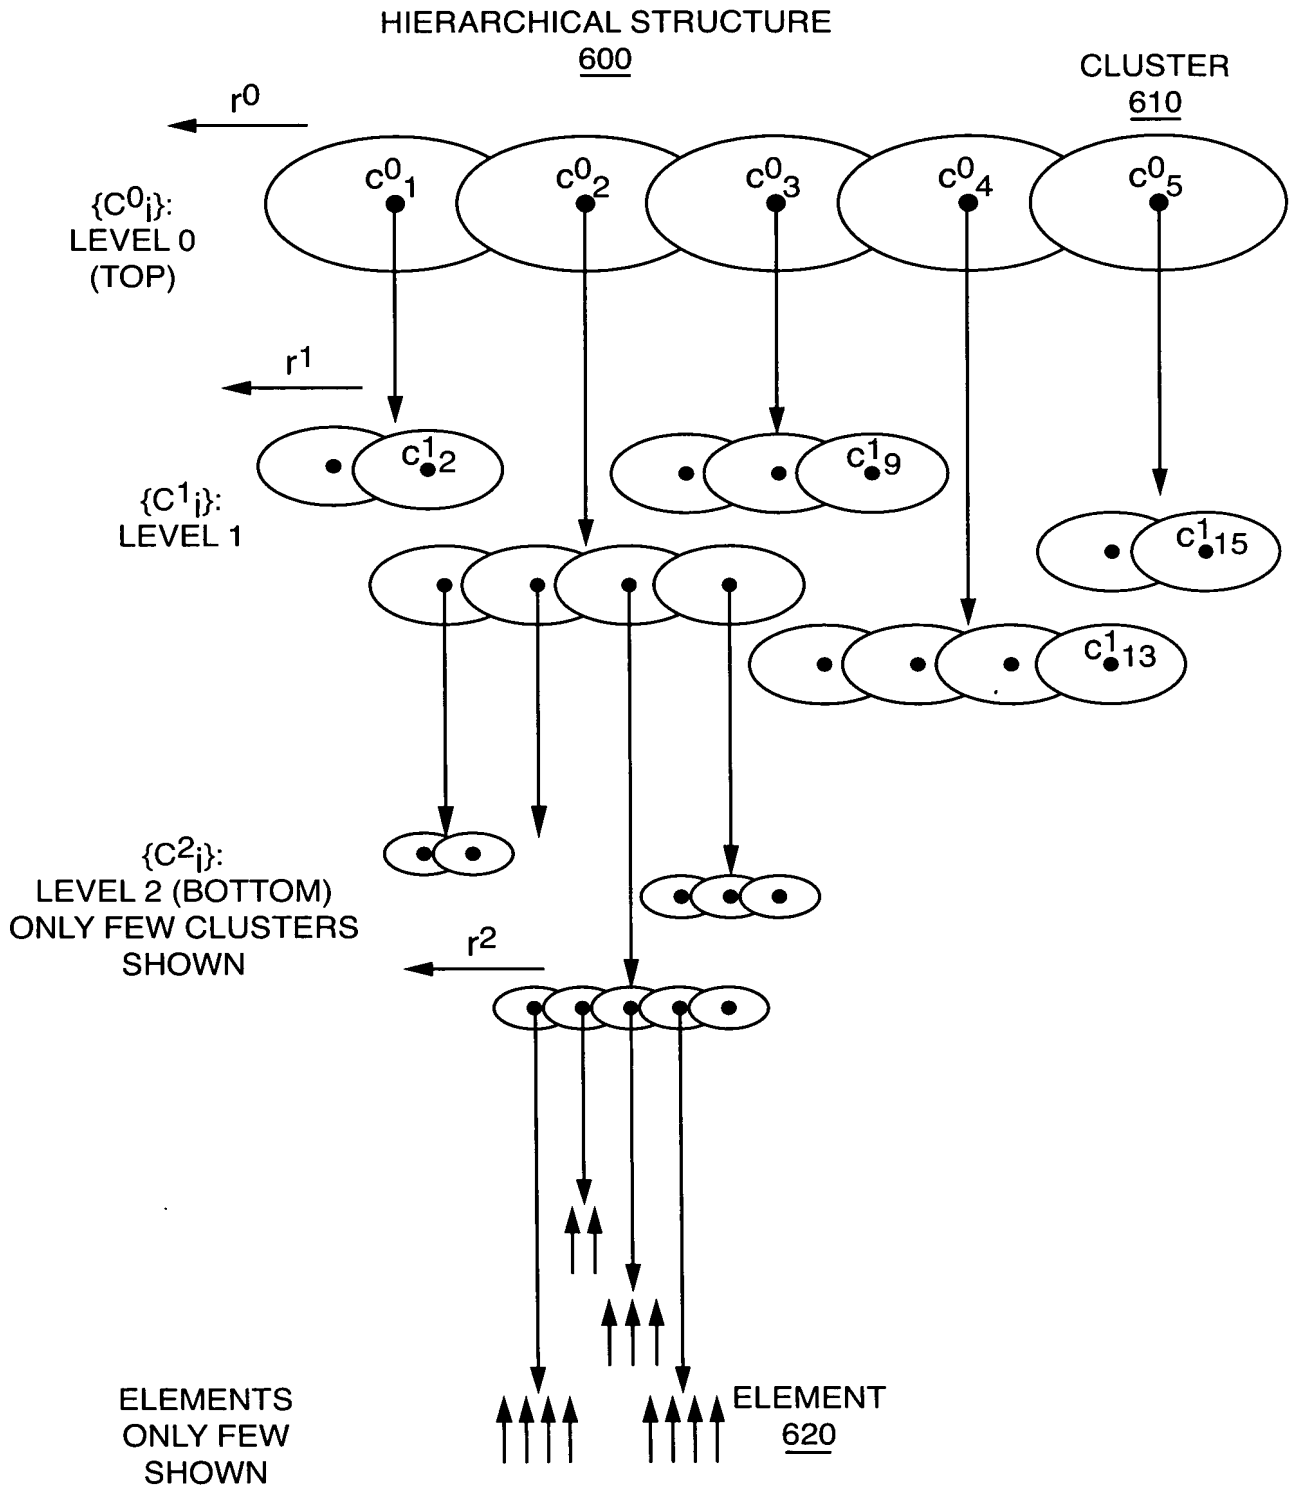 HIERARCHICAL STRUCTURE
600
CLUSTER
610
r⁰
c⁰₁
c⁰₂
c⁰₃
c⁰₄
c⁰₅
{C⁰ᵢ}:
LEVEL 0
(TOP)
r¹
c¹₂
c¹₉
{C¹ᵢ}:
LEVEL 1
c¹₁₅
c¹₁₃
{C²ᵢ}:
LEVEL 2 (BOTTOM)
ONLY FEW CLUSTERS
SHOWN
r²
ELEMENTS
ONLY FEW
SHOWN
ELEMENT
620